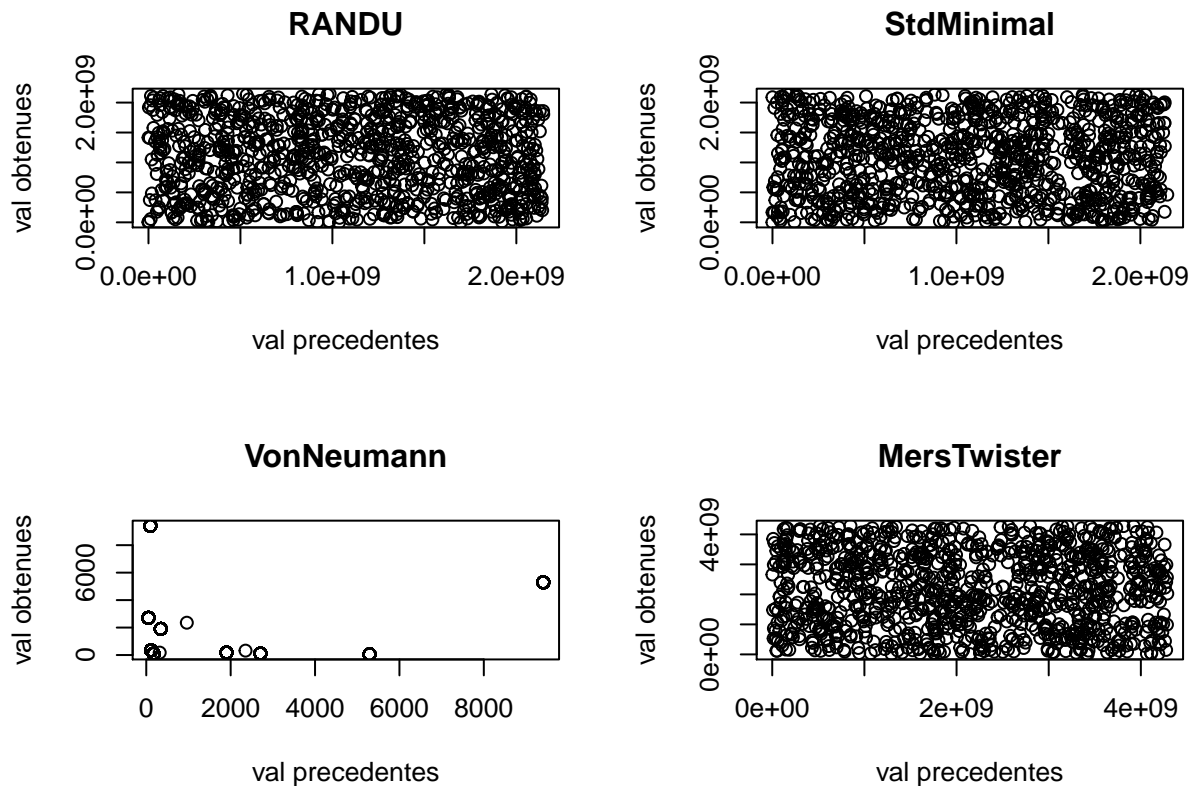 RANDU
val obtenues
0.0e+00 2.0e+09
0.0e+00 1.0e+09 2.0e+09
val precedentes
StdMinimal
val obtenues
0.0e+00 2.0e+09
0.0e+00 1.0e+09 2.0e+09
val precedentes
VonNeumann
val obtenues
0 6000
0 2000 4000 6000 8000
val precedentes
MersTwister
val obtenues
0e+00 4e+09
0e+00 2e+09 4e+09
val precedentes